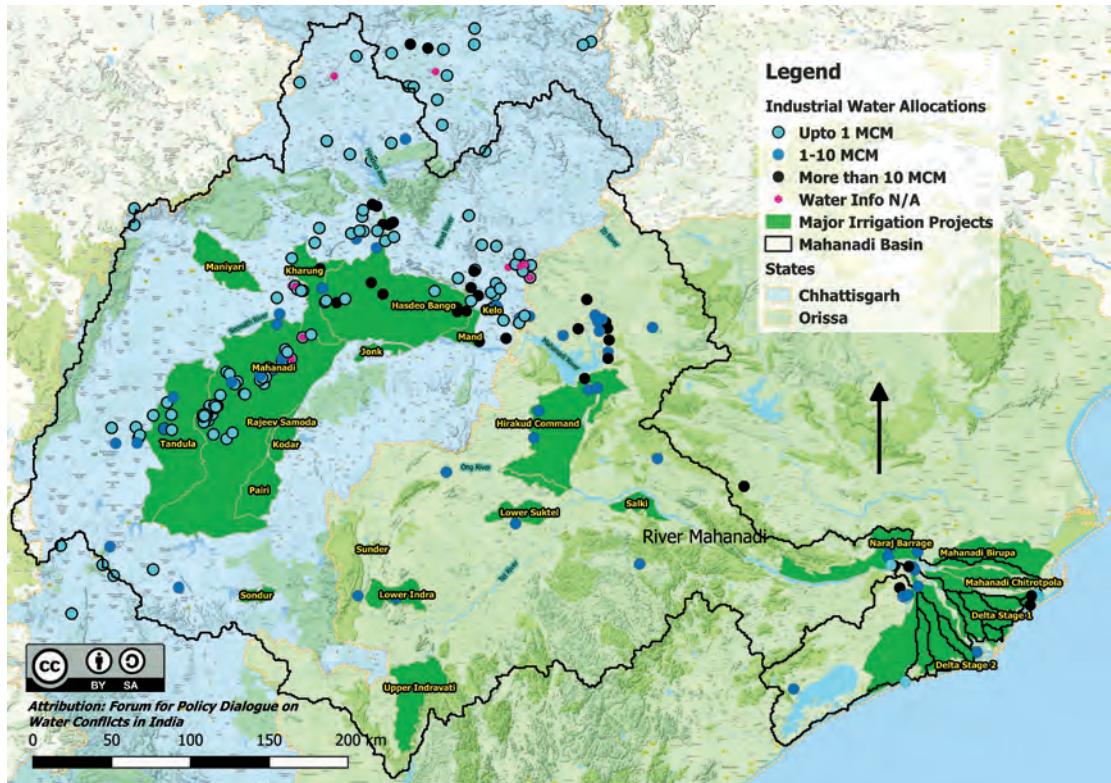 Legend
Industrial Water Allocations
Upto 1 MCM
1-10 MCM
More than 10 MCM
Water Info N/A
Major Irrigation Projects
Mahanadi Basin
States
Chhattisgarh
Orissa
Maniyari
Kharung
Hasdeo Bango
Kelo
Mand
Jonk
Mahanadi
Rajeev Samoda
Tandula
Kodar
Pairi
Hirakud Command
Ong River
Lower Suktel
Salki
River Mahanadi
Naraj Barrage
Mahanadi Birupa
Mahanadi Chitrotpola
Delta Stage 1
Delta Stage 2
Sunder
Tel River
Sondur
Lower Indra
Upper Indravati
cc
BY SA
Attribution: Forum for Policy Dialogue on
Water Conflicts in India
0 50 100 150 200 km